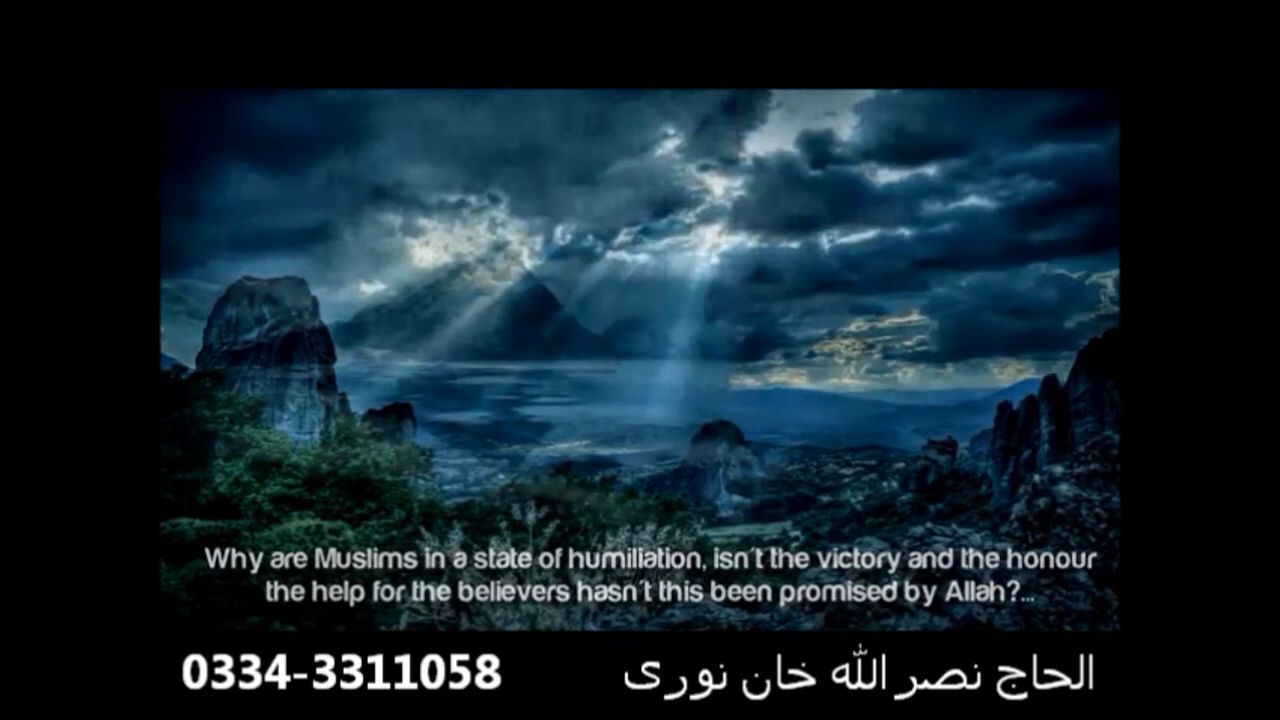 Why are Muslims in a state of humiliation, isn't the victory and the honour
the help for the believers hasn't this been promised by Allah?...
0334-3311058 الحاج نصر الله خان نوری